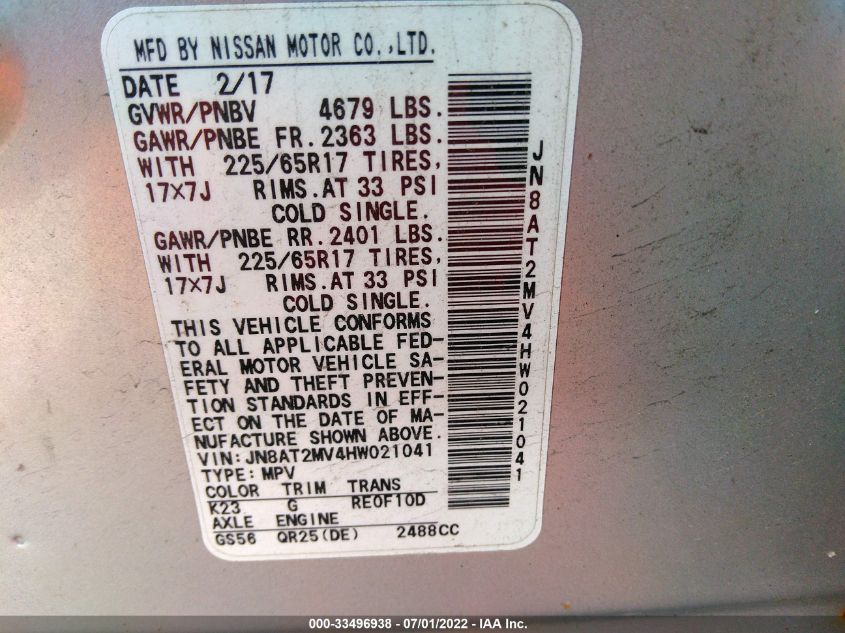 MFD BY NISSAN MOTOR CO.,LTD.
DATE 2/17
GVWR/PNBV 4679 LBS.
GAWR/PNBE FR. 2363 LBS.
WITH 225/65R17 TIRES,
17X7J RIMS. AT 33 PSI
COLD SINGLE.
GAWR/PNBE RR. 2401 LBS.
WITH 225/65R17 TIRES,
17X7J RIMS. AT 33 PSI
COLD SINGLE.
THIS VEHICLE CONFORMS
TO ALL APPLICABLE FED-
ERAL MOTOR VEHICLE SA-
FETY AND THEFT PREVEN-
TION STANDARDS IN EFF-
ECT ON THE DATE OF MA-
NUFACTURE SHOWN ABOVE.
VIN: JN8AT2MV4HW021041
TYPE: MPV
COLOR TRIM TRANS
K23 G RE0F10D
AXLE ENGINE
GS56 QR25(DE) 2488CC
JN8AT2MV4HW021041
000-33496938 - 07/01/2022 - IAA Inc.